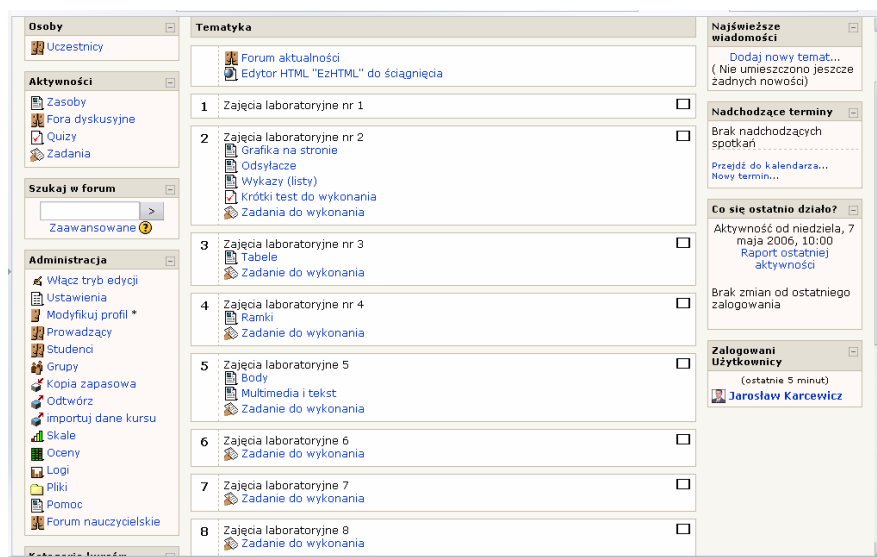 Osoby
Uczestnicy
Aktywności
Zasoby
Fora dyskusyjne
Quizy
Zadania
Szukaj w forum
>
Zaawansowane ?
Administracja
Włącz tryb edycji
Ustawienia
Modyfikuj profil *
Prowadzący
Studenci
Grupy
Kopia zapasowa
Odtwórz
importuj dane kursu
Skale
Oceny
Logi
Pliki
Pomoc
Forum nauczycielskie
Kategorie kursów
Tematyka
Forum aktualności
Edytor HTML "EzHTML" do ściągnięcia
1 Zajęcia laboratoryjne nr 1
2 Zajęcia laboratoryjne nr 2
Grafika na stronie
Odsyłacze
Wykazy (listy)
Krótki test do wykonania
Zadania do wykonania
3 Zajęcia laboratoryjne nr 3
Tabele
Zadanie do wykonania
4 Zajęcia laboratoryjne nr 4
Ramki
Zadanie do wykonania
5 Zajęcia laboratoryjne 5
Body
Multimedia i tekst
Zadanie do wykonania
6 Zajęcia laboratoryjne 6
Zadanie do wykonania
7 Zajęcia laboratoryjne 7
Zadanie do wykonania
8 Zajęcia laboratoryjne 8
Zadanie do wykonania
Najświeższe
wiadomości
Dodaj nowy temat...
( Nie umieszczono jeszcze
żadnych nowości)
Nadchodzące terminy
Brak nadchodzących
spotkań
Przejdź do kalendarza...
Nowy termin...
Co się ostatnio działo?
Aktywność od niedziela, 7
maja 2006, 10:00
Raport ostatniej
aktywności
Brak zmian od ostatniego
zalogowania
Zalogowani
Użytkownicy
(ostatnie 5 minut)
Jarosław Karcewicz